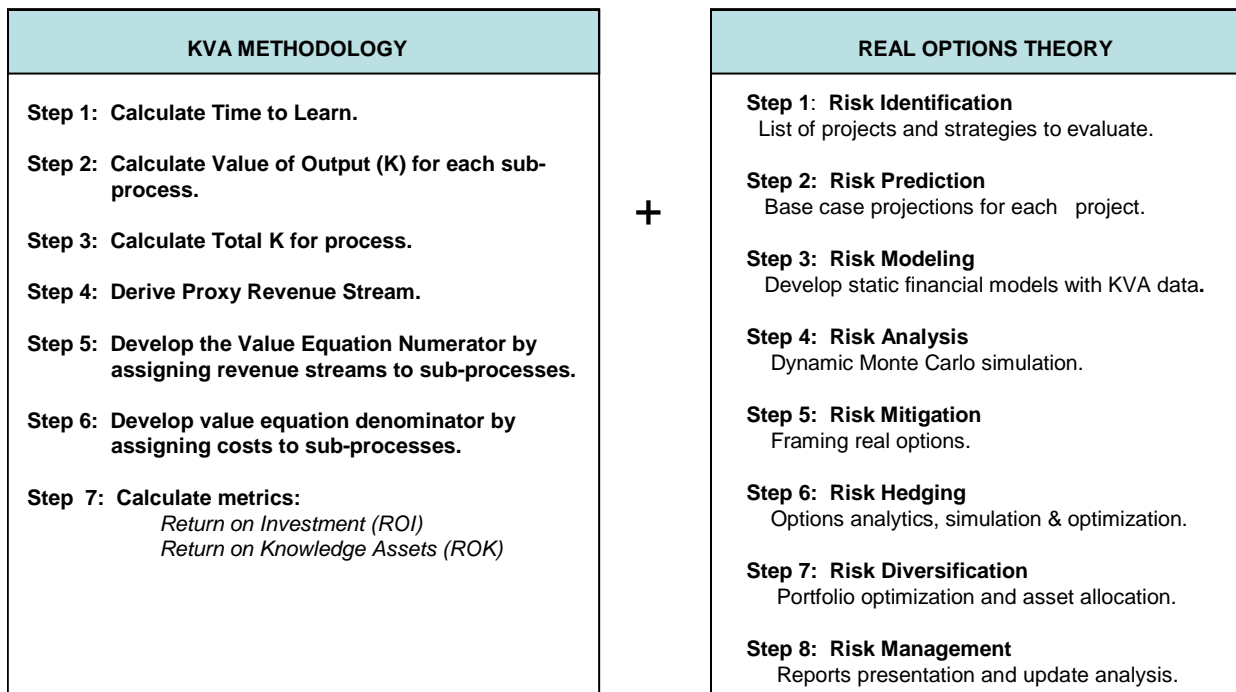 KVA METHODOLOGY
Step 1: Calculate Time to Learn.
Step 2: Calculate Value of Output (K) for each sub-
process.
Step 3: Calculate Total K for process.
Step 4: Derive Proxy Revenue Stream.
Step 5: Develop the Value Equation Numerator by
assigning revenue streams to sub-processes.
Step 6: Develop value equation denominator by
assigning costs to sub-processes.
Step 7: Calculate metrics:
Return on Investment (ROI)
Return on Knowledge Assets (ROK)
+
REAL OPTIONS THEORY
Step 1: Risk Identification
List of projects and strategies to evaluate.
Step 2: Risk Prediction
Base case projections for each project.
Step 3: Risk Modeling
Develop static financial models with KVA data.
Step 4: Risk Analysis
Dynamic Monte Carlo simulation.
Step 5: Risk Mitigation
Framing real options.
Step 6: Risk Hedging
Options analytics, simulation & optimization.
Step 7: Risk Diversification
Portfolio optimization and asset allocation.
Step 8: Risk Management
Reports presentation and update analysis.